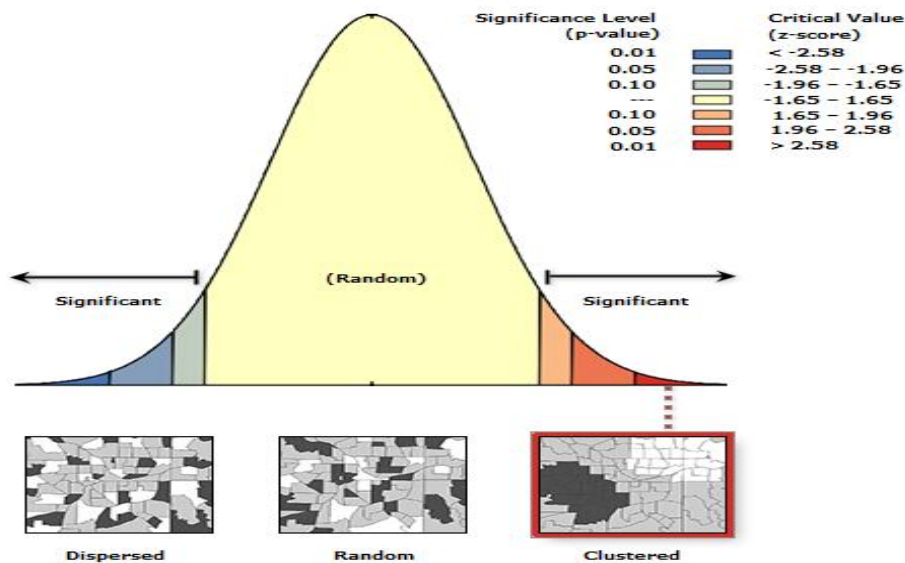 Significance Level Critical Value
(p-value) (z-score)
0.01 < -2.58
0.05 -2.58 – -1.96
0.10 -1.96 – -1.65
--- -1.65 – 1.65
0.10 1.65 – 1.96
0.05 1.96 – 2.58
0.01 > 2.58
(Random)
Significant Significant
Dispersed Random Clustered